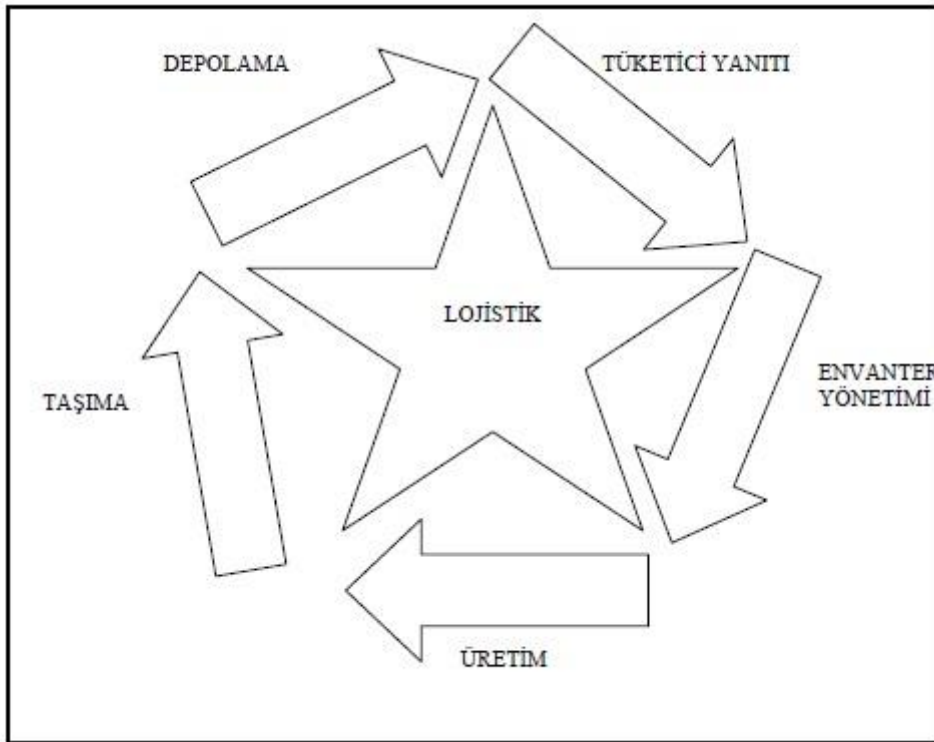 DEPOLAMA
TÜKETİCİ YANITI
LOJİSTİK
ENVANTER
YÖNETİMİ
TAŞIMA
ÜRETİM